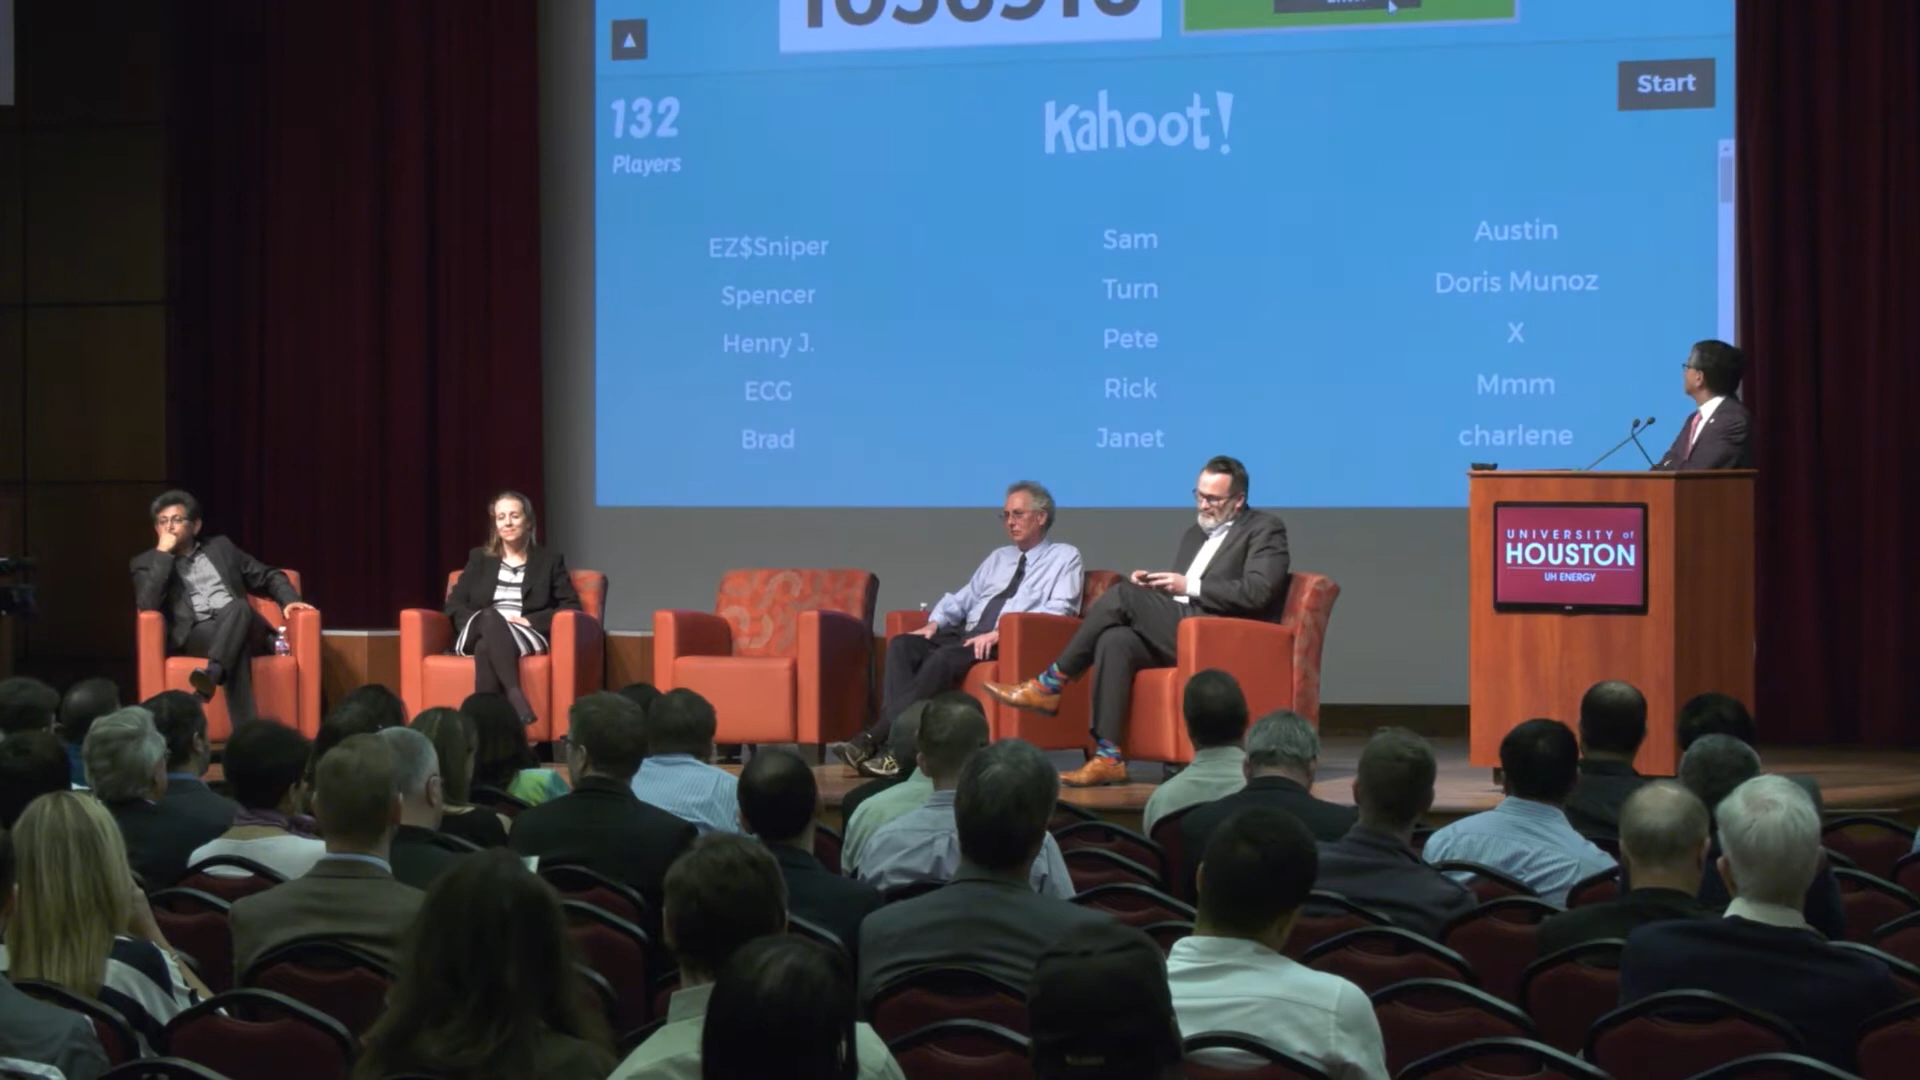 Start
132
Players
Kahoot!
EZ$Sniper
Sam
Austin
Spencer
Turn
Doris Munoz
Henry J.
Pete
X
ECG
Rick
Mmm
Brad
Janet
charlene
UNIVERSITY of
HOUSTON
UH ENERGY